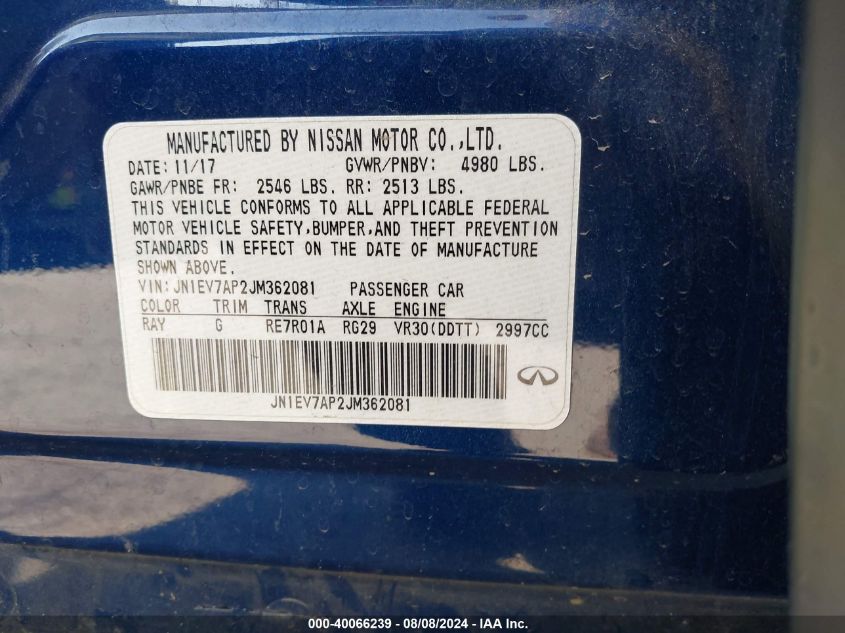 MANUFACTURED BY NISSAN MOTOR CO.,LTD.
DATE: 11/17 GVWR/PNBV: 4980 LBS.
GAWR/PNBE FR: 2546 LBS. RR: 2513 LBS.
THIS VEHICLE CONFORMS TO ALL APPLICABLE FEDERAL
MOTOR VEHICLE SAFETY,BUMPER,AND THEFT PREVENTION
STANDARDS IN EFFECT ON THE DATE OF MANUFACTURE
SHOWN ABOVE.
VIN: JN1EV7AP2JM362081 PASSENGER CAR
COLOR TRIM TRANS AXLE ENGINE
RAY G RE7R01A RG29 VR30(DDTT) 2997CC
JN1EV7AP2JM362081
000-40066239 - 08/08/2024 - IAA Inc.